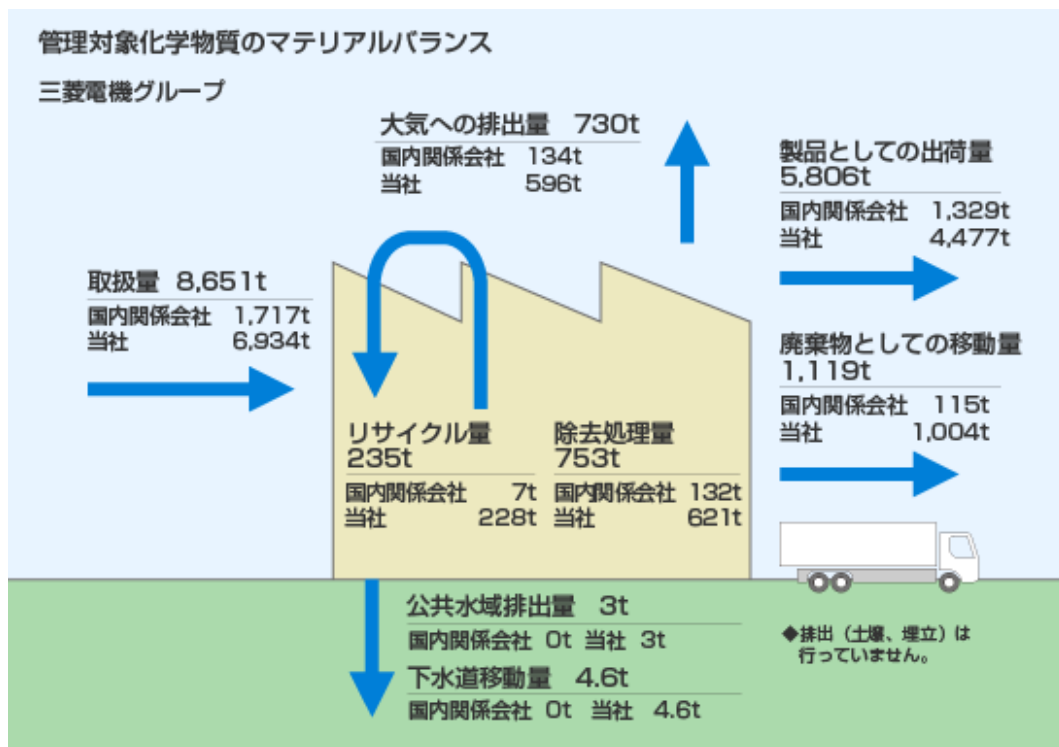 管理対象化学物質のマテリアルバランス
三菱電機グループ
大気への排出量 730t
国内関係会社 134t
当社 596t
製品としての出荷量
5,806t
国内関係会社 1,329t
当社 4,477t
取扱量 8,651t
国内関係会社 1,717t
当社 6,934t
廃棄物としての移動量
1,119t
国内関係会社 115t
当社 1,004t
リサイクル量
235t
国内関係会社 7t
当社 228t
除去処理量
753t
国内関係会社 132t
当社 621t
公共水域排出量 3t
国内関係会社 0t 当社 3t
下水道移動量 4.6t
国内関係会社 0t 当社 4.6t
◆排出（土壌、埋立）は
行っていません。